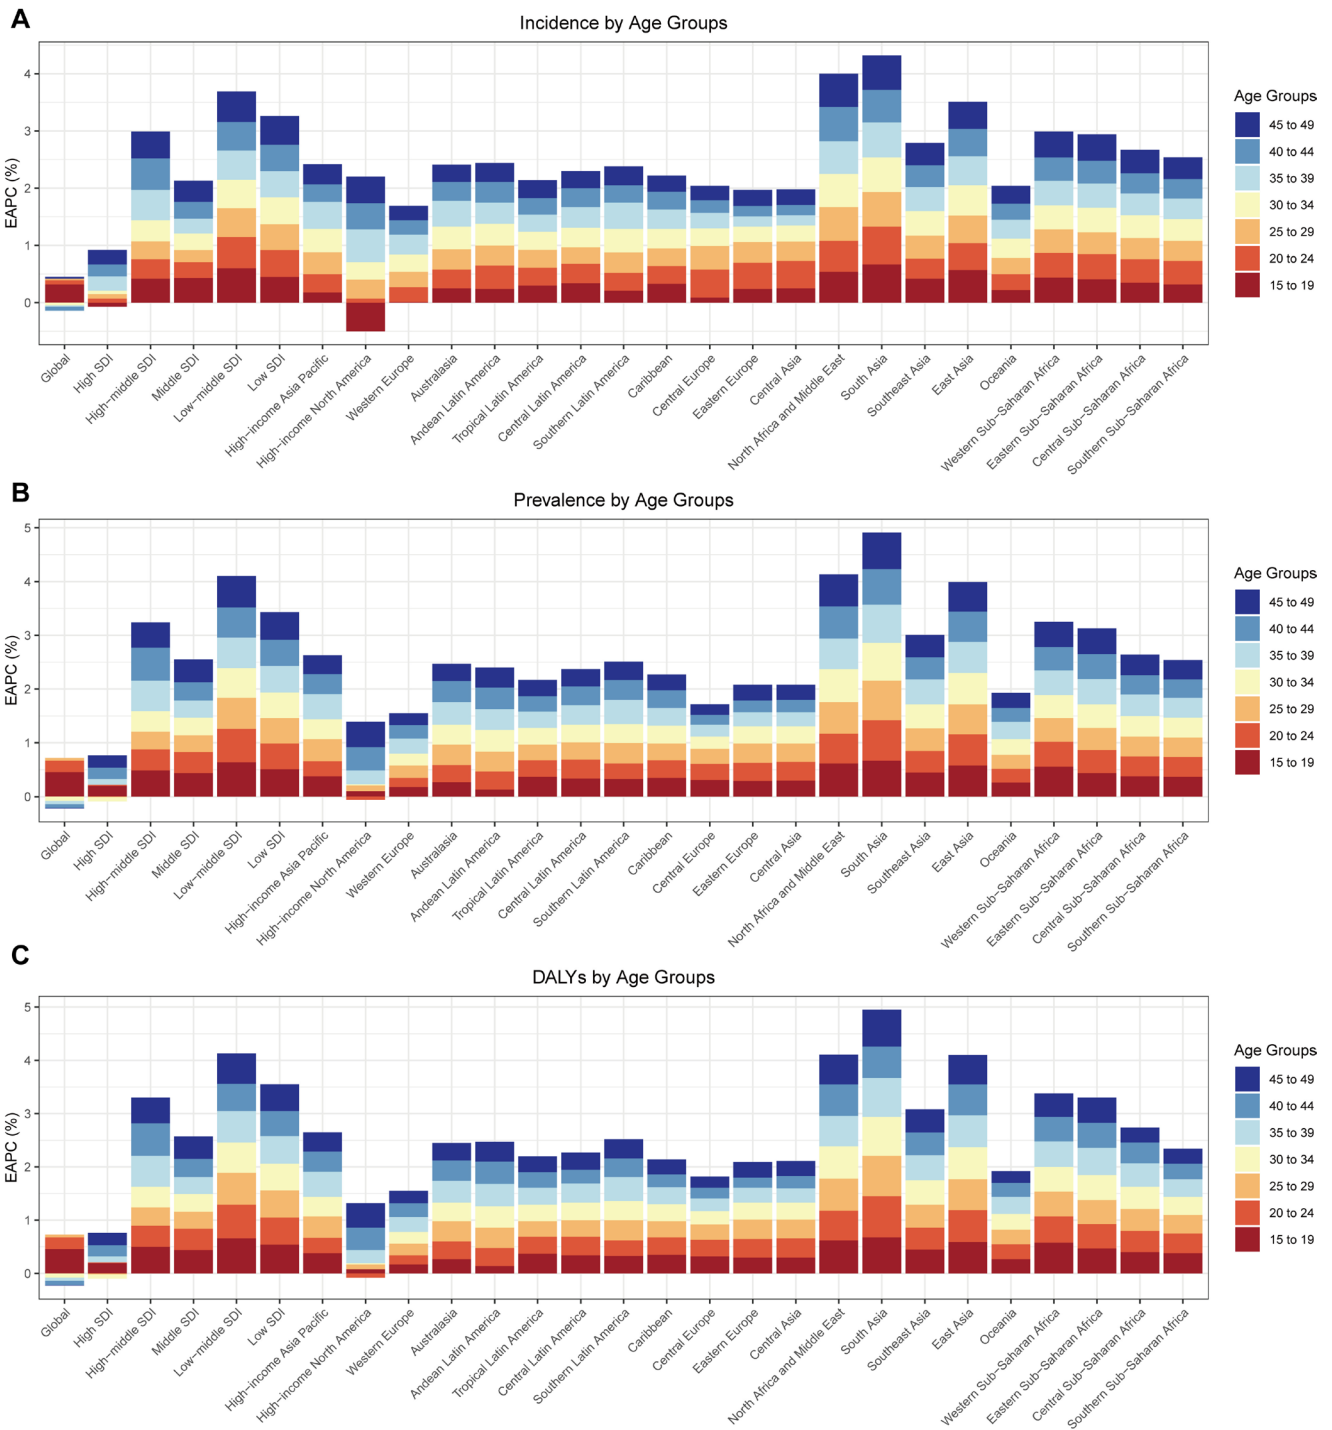 A
Incidence by Age Groups
EAPC (%)
4
3
2
1
0
Global
High SDI
High−middle SDI
Middle SDI
Low−middle SDI
Low SDI
High−income Asia Pacific
High−income North America
Western Europe
Australasia
Andean Latin America
Tropical Latin America
Central Latin America
Southern Latin America
Caribbean
Central Europe
Eastern Europe
Central Asia
North Africa and Middle East
South Asia
Southeast Asia
East Asia
Oceania
Western Sub−Saharan Africa
Eastern Sub−Saharan Africa
Central Sub−Saharan Africa
Southern Sub−Saharan Africa
Age Groups
45 to 49
40 to 44
35 to 39
30 to 34
25 to 29
20 to 24
15 to 19
B
Prevalence by Age Groups
EAPC (%)
5
4
3
2
1
0
Global
High SDI
High−middle SDI
Middle SDI
Low−middle SDI
Low SDI
High−income Asia Pacific
High−income North America
Western Europe
Australasia
Andean Latin America
Tropical Latin America
Central Latin America
Southern Latin America
Caribbean
Central Europe
Eastern Europe
Central Asia
North Africa and Middle East
South Asia
Southeast Asia
East Asia
Oceania
Western Sub−Saharan Africa
Eastern Sub−Saharan Africa
Central Sub−Saharan Africa
Southern Sub−Saharan Africa
Age Groups
45 to 49
40 to 44
35 to 39
30 to 34
25 to 29
20 to 24
15 to 19
C
DALYs by Age Groups
EAPC (%)
5
4
3
2
1
0
Global
High SDI
High−middle SDI
Middle SDI
Low−middle SDI
Low SDI
High−income Asia Pacific
High−income North America
Western Europe
Australasia
Andean Latin America
Tropical Latin America
Central Latin America
Southern Latin America
Caribbean
Central Europe
Eastern Europe
Central Asia
North Africa and Middle East
South Asia
Southeast Asia
East Asia
Oceania
Western Sub−Saharan Africa
Eastern Sub−Saharan Africa
Central Sub−Saharan Africa
Southern Sub−Saharan Africa
Age Groups
45 to 49
40 to 44
35 to 39
30 to 34
25 to 29
20 to 24
15 to 19